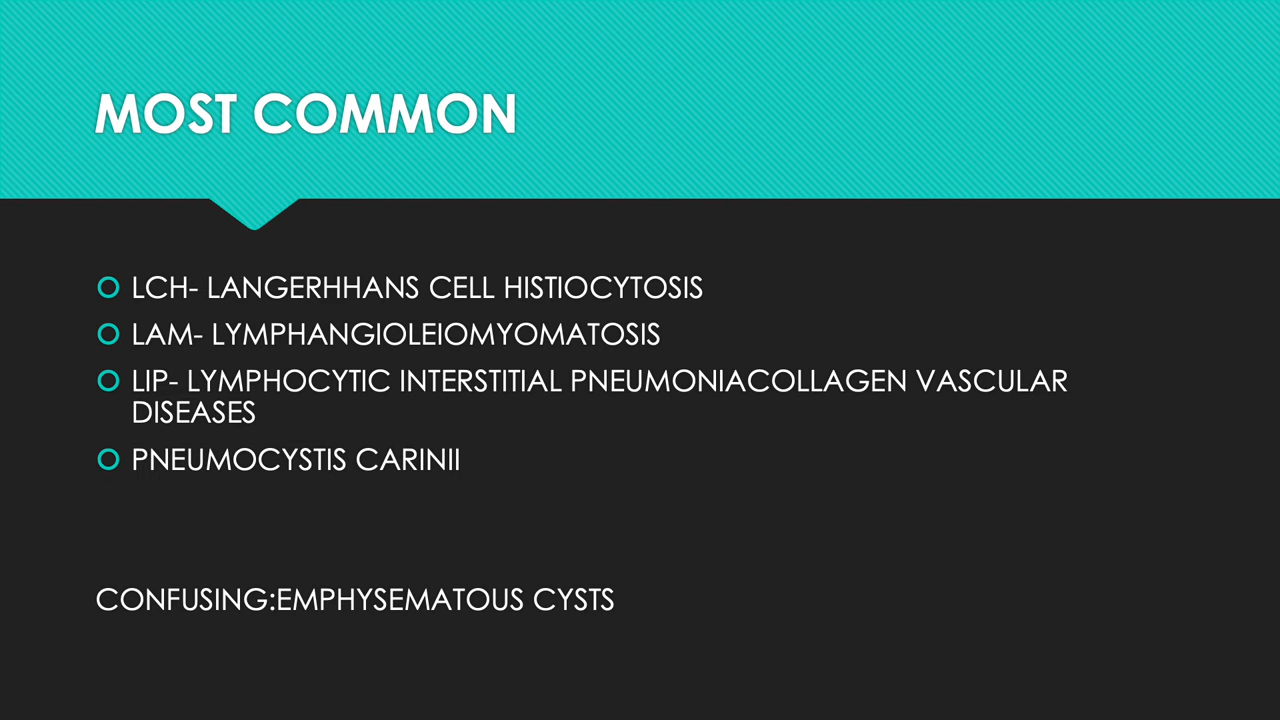 MOST COMMON
LCH- LANGERHHANS CELL HISTIOCYTOSIS
LAM- LYMPHANGIOLEIOMYOMATOSIS
LIP- LYMPHOCYTIC INTERSTITIAL PNEUMONIACOLLAGEN VASCULAR
DISEASES
PNEUMOCYSTIS CARINII
CONFUSING:EMPHYSEMATOUS CYSTS